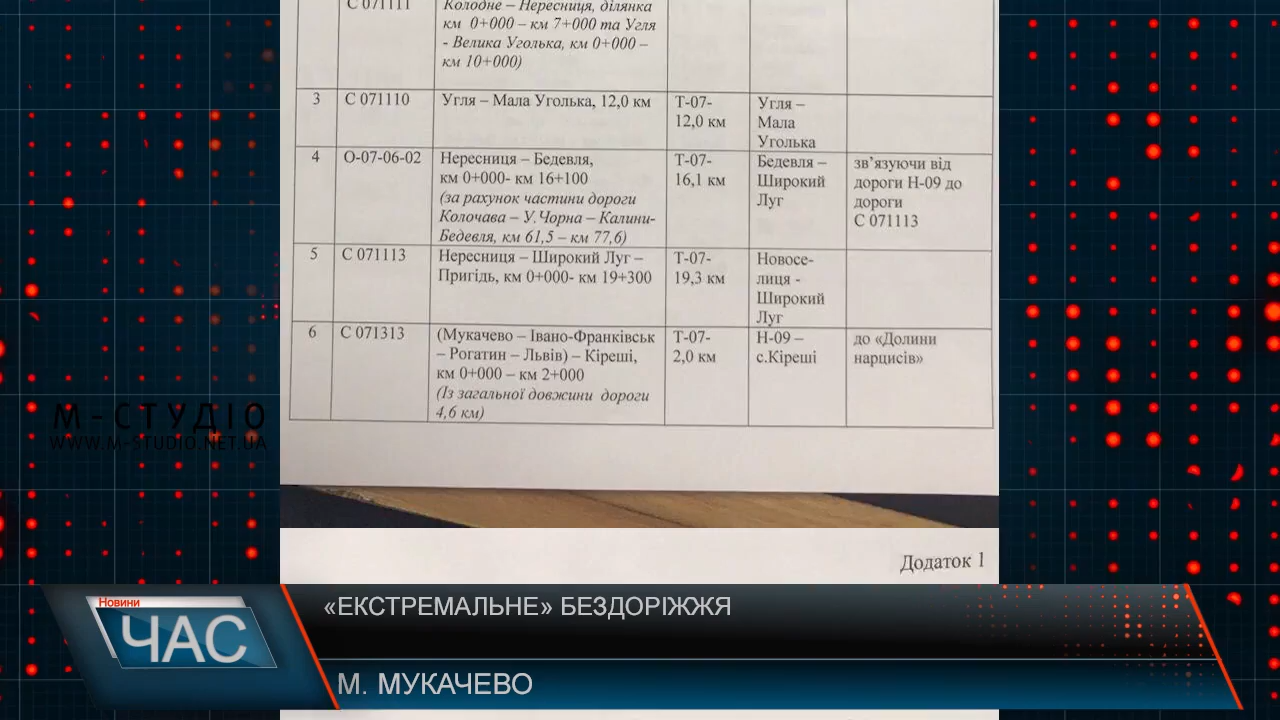 С 071111
Колодне – Нересниця, ділянка
км 0+000 – км 7+000 та Угля
- Велика Уголька, км 0+000 –
км 10+000)
3
С 071110
Угля – Мала Уголька, 12,0 км
Т-07-
12,0 км
Угля –
Мала
Уголька
4
О-07-06-02
Нересниця – Бедевля,
км 0+000- км 16+100
(за рахунок частини дороги
Колочава – У.Чорна – Калини-
Бедевля, км 61,5 – км 77,6)
Т-07-
16,1 км
Бедевля –
Широкий
Луг
зв’язуючи від
дороги Н-09 до
дороги
С 071113
5
С 071113
Нересниця – Широкий Луг –
Пригідь, км 0+000- км 19+300
Т-07-
19,3 км
Новосе-
лиця -
Широкий
Луг
6
С 071313
(Мукачево – Івано-Франківськ
– Рогатин – Львів) – Кіреші,
км 0+000 – км 2+000
(Із загальної довжини дороги
4,6 км)
Т-07-
2,0 км
Н-09 –
с.Кіреші
до «Долини
нарцисів»
М-СТУДІО
WWW.M-STUDIO.NET.UA
Додаток 1
Новини
ЧАС
«ЕКСТРЕМАЛЬНЕ» БЕЗДОРІЖЖЯ
М. МУКАЧЕВО